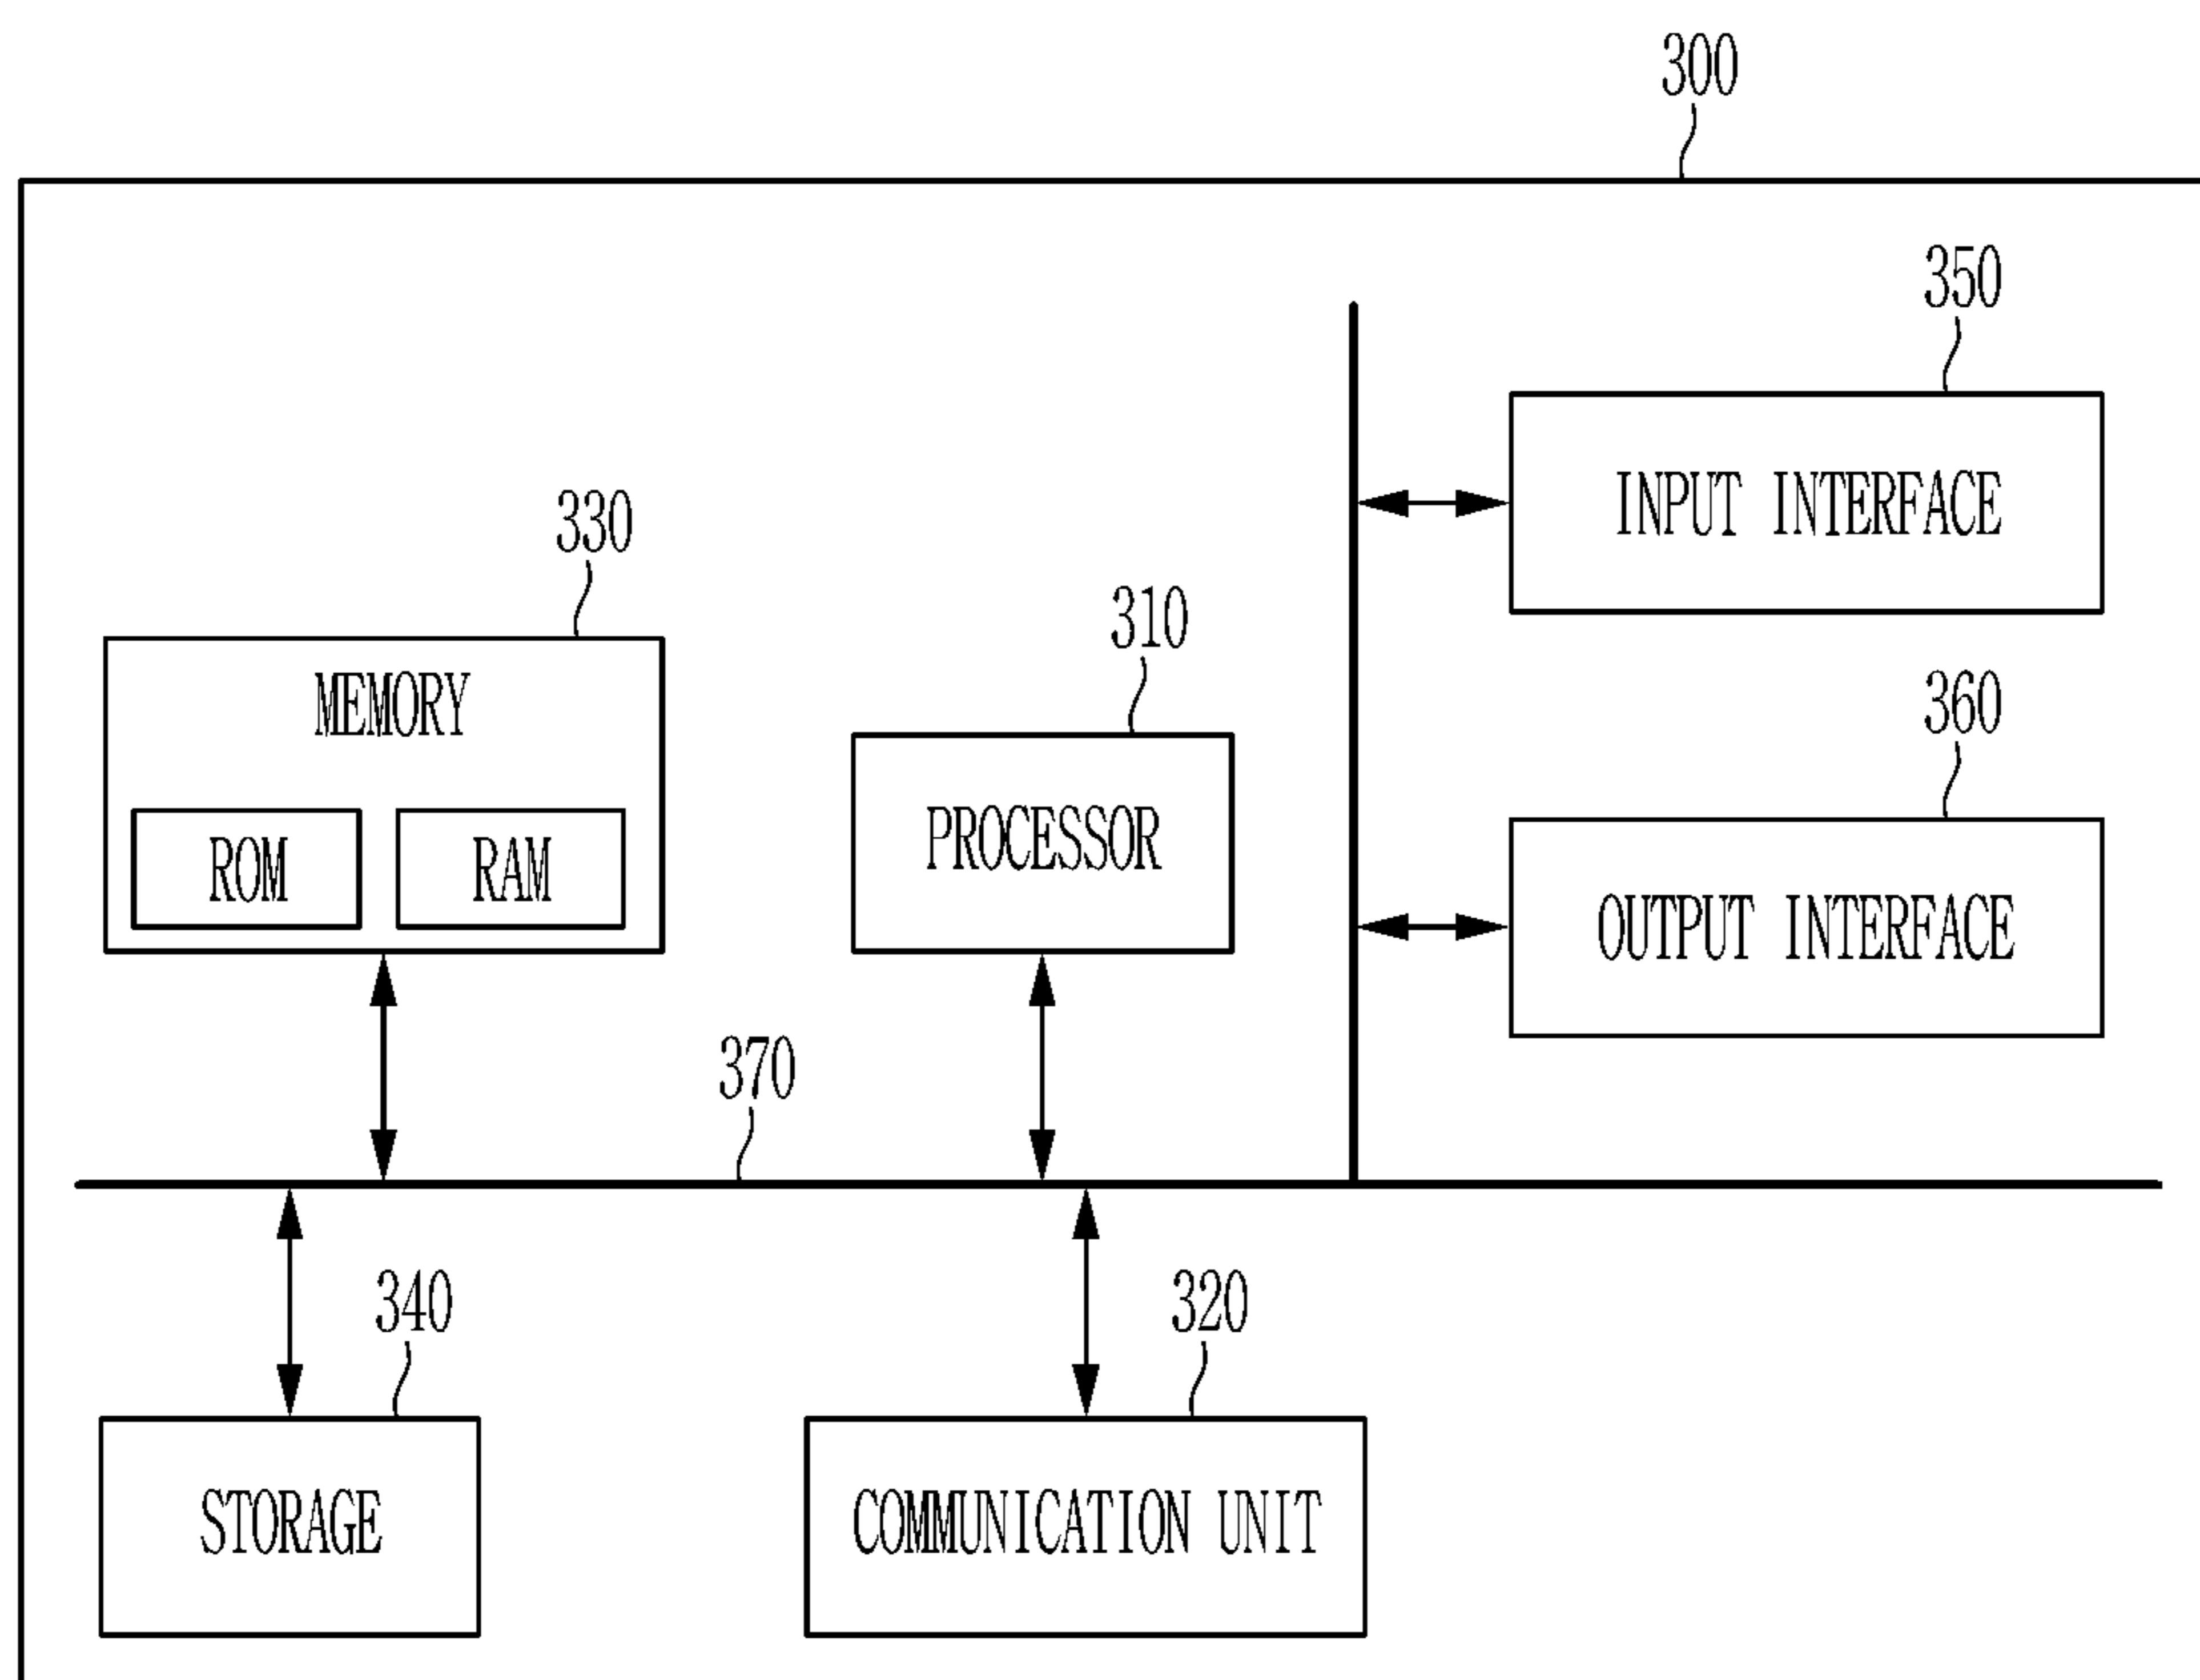 300
350
INPUT INTERFACE
330
MEMORY
ROM
RAM
310
PROCESSOR
360
OUTPUT INTERFACE
370
340
STORAGE
320
COMMUNICATION UNIT